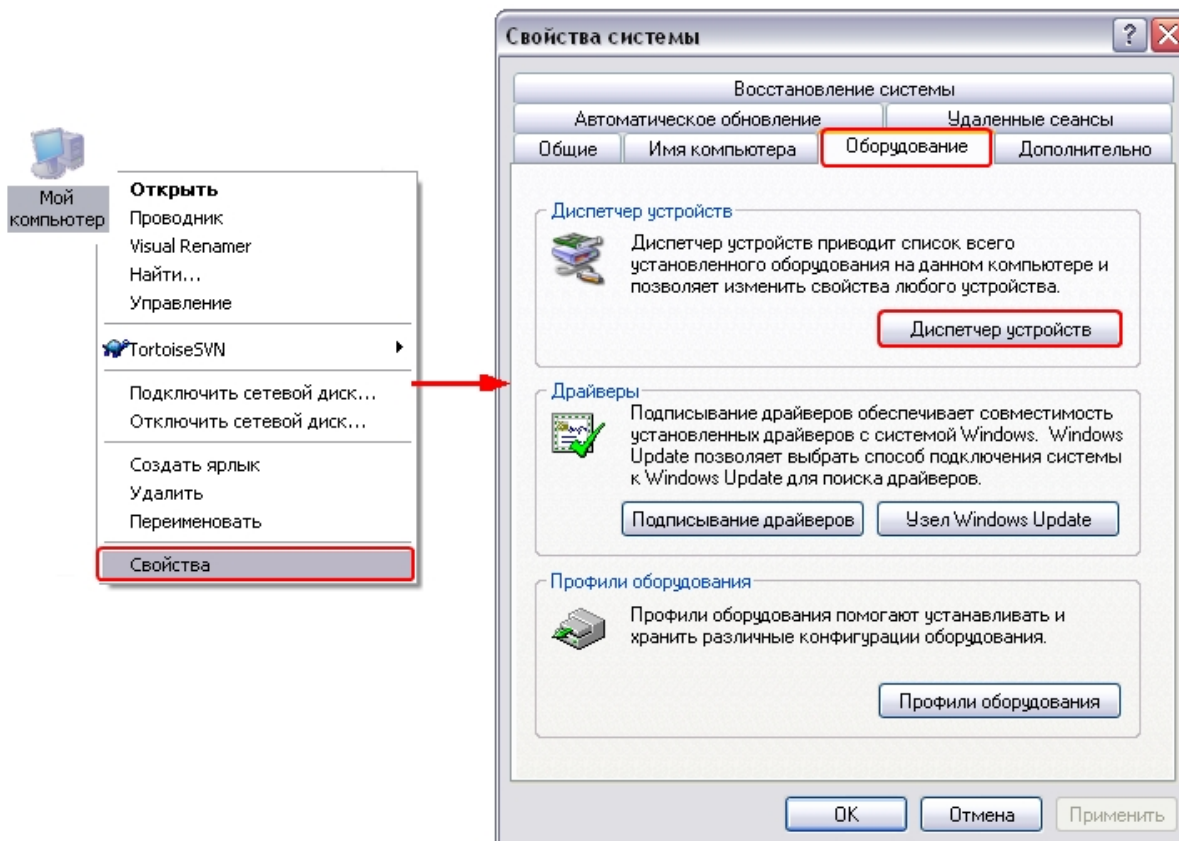 Мой
компьютер
Открыть
Проводник
Visual Renamer
Найти...
Управление
TortoiseSVN
Подключить сетевой диск...
Отключить сетевой диск...
Создать ярлык
Удалить
Переименовать
Свойства
Свойства системы
Восстановление системы
Автоматическое обновление
Удаленные сеансы
Общие
Имя компьютера
Оборудование
Дополнительно
Диспетчер устройств
Диспетчер устройств приводит список всего
установленного оборудования на данном компьютере и
позволяет изменить свойства любого устройства.
Диспетчер устройств
Драйверы
Подписывание драйверов обеспечивает совместимость
установленных драйверов с системой Windows. Windows
Update позволяет выбрать способ подключения системы
к Windows Update для поиска драйверов.
Подписывание драйверов
Узел Windows Update
Профили оборудования
Профили оборудования помогают устанавливать и
хранить различные конфигурации оборудования.
Профили оборудования
OK
Отмена
Применить